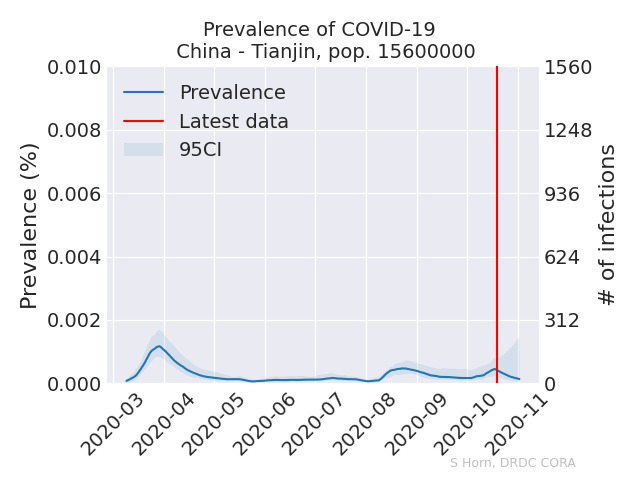 Prevalence of COVID-19
China - Tianjin, pop. 15600000
Prevalence
Latest data
95CI
Prevalence (%)
0.010
0.008
0.006
0.004
0.002
0.000
1560
1248
936
624
312
0
# of infections
2020-03
2020-04
2020-05
2020-06
2020-07
2020-08
2020-09
2020-10
2020-11
S Horn, DRDC CORA